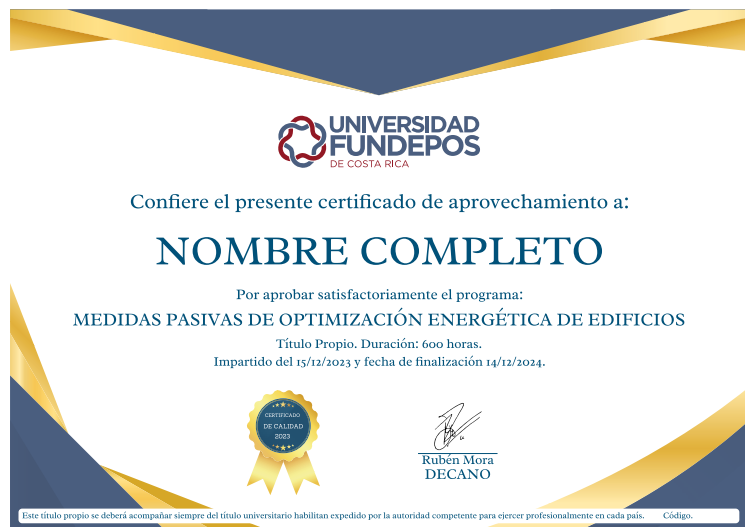 UNIVERSIDAD
FUNDEPOS
DE COSTA RICA
Confiere el presente certificado de aprovechamiento a:
NOMBRE COMPLETO
Por aprobar satisfactoriamente el programa:
MEDIDAS PASIVAS DE OPTIMIZACIÓN ENERGÉTICA DE EDIFICIOS
Título Propio. Duración: 600 horas.
Impartido del 15/12/2023 y fecha de finalización 14/12/2024.
CERTIFICADO
DE CALIDAD
2023
Rubén Mora
DECANO
Este título propio se deberá acompañar siempre del título universitario habilitan expedido por la autoridad competente para ejercer profesionalmente en cada país. Código.